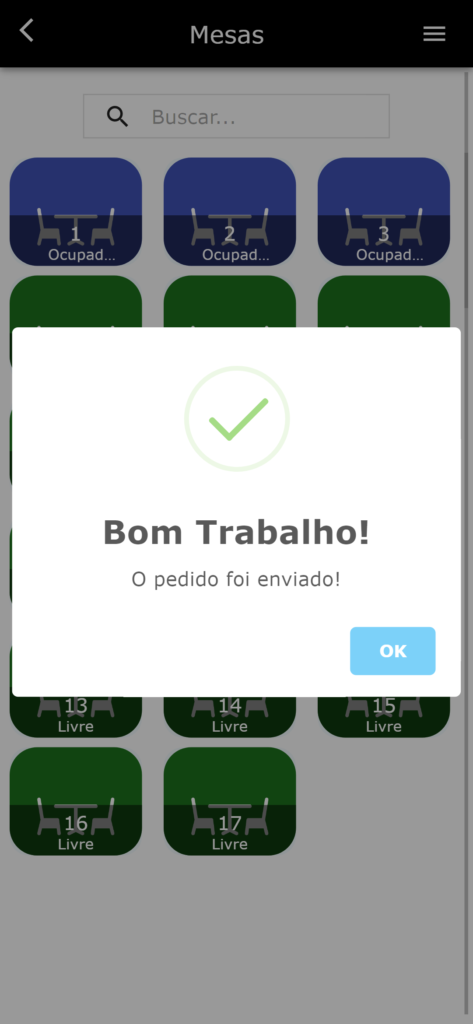 Mesas
Buscar...
1
2
3
Ocupad...
Ocupad...
Ocupad...
Bom Trabalho!
O pedido foi enviado!
OK
13
14
15
Livre
Livre
Livre
16
17
Livre
Livre